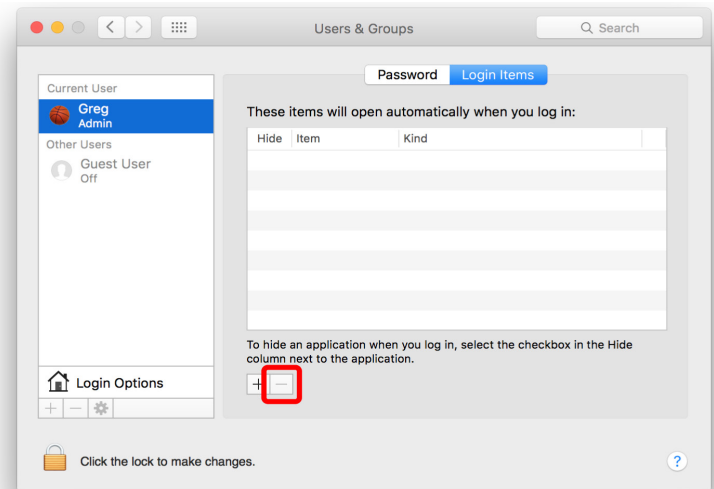 Users & Groups
Search
Current User
Greg
Admin
Other Users
Guest User
Off
Login Options
Password Login Items
These items will open automatically when you log in:
Hide Item Kind
To hide an application when you log in, select the checkbox in the Hide
column next to the application.
+ −
+ −
Click the lock to make changes.
?